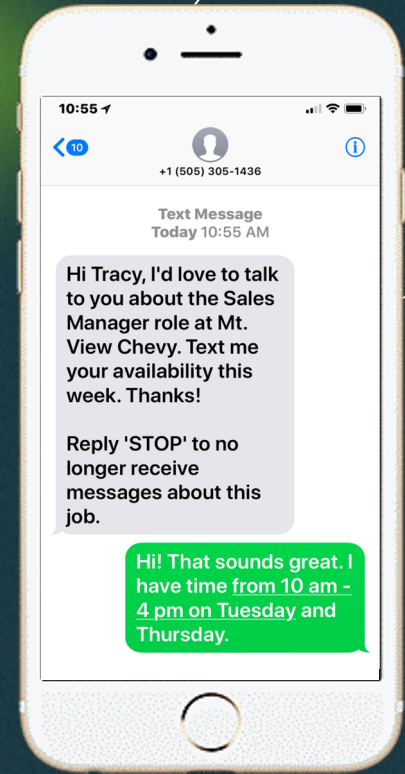 10:55
10
+1 (505) 305-1436
Text Message
Today 10:55 AM
Hi Tracy, I'd love to talk
to you about the Sales
Manager role at Mt.
View Chevy. Text me
your availability this
week. Thanks!
Reply 'STOP' to no
longer receive
messages about this
job.
Hi! That sounds great. I
have time from 10 am -
4 pm on Tuesday and
Thursday.